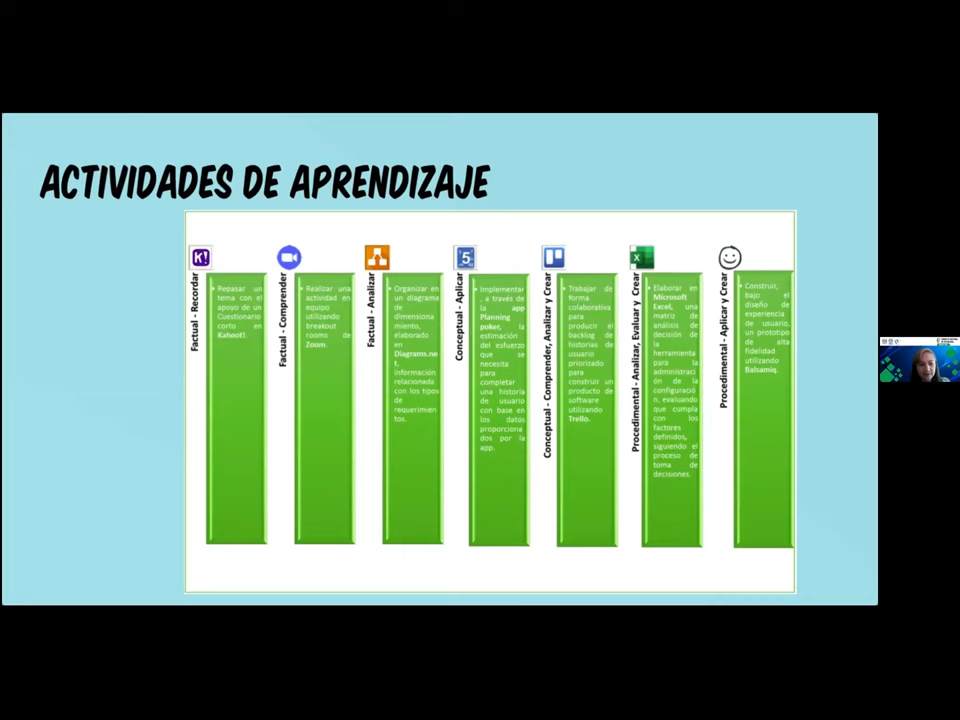 ACTIVIDADES DE APRENDIZAJE
K!
Factual - Recordar
• Repasar un
tema con el
apoyo de un
Cuestionario
corto en
Kahoot!.
Factual - Comprender
• Realizar una
actividad en
equipo
utilizando
breakout
rooms de
Zoom.
Factual - Analizar
• Organizar en
un diagrama
de
dimensiona
miento,
elaborado
en
Diagrams.ne
t,
información
relacionada
con los tipos
de
requerimien
tos.
5
Conceptual - Aplicar
• Implementar
, a través de
la app
Planning
poker, la
estimación
del esfuerzo
que se
necesita
para
completar
una historia
de usuario
con base en
los datos
proporciona
dos por la
app.
Conceptual - Comprender, Analizar y Crear
• Trabajar de
forma
colaborativa
para
producir el
backlog de
historias de
usuario
priorizado
para
construir un
producto de
software
utilizando
Trello.
X
Procedimental - Analizar, Evaluar y Crear
• Elaborar en
Microsoft
Excel, una
matriz de
análisis de
decisión de
la
herramienta
para la
administraci
ón de la
configuració
n, evaluando
que cumpla
con los
factores
definidos,
siguiendo el
proceso de
toma de
decisiones.
Procedimental - Aplicar y Crear
• Construir,
bajo el
diseño de
experiencia
de usuario,
un prototipo
de alta
fidelidad
utilizando
Balsamiq.